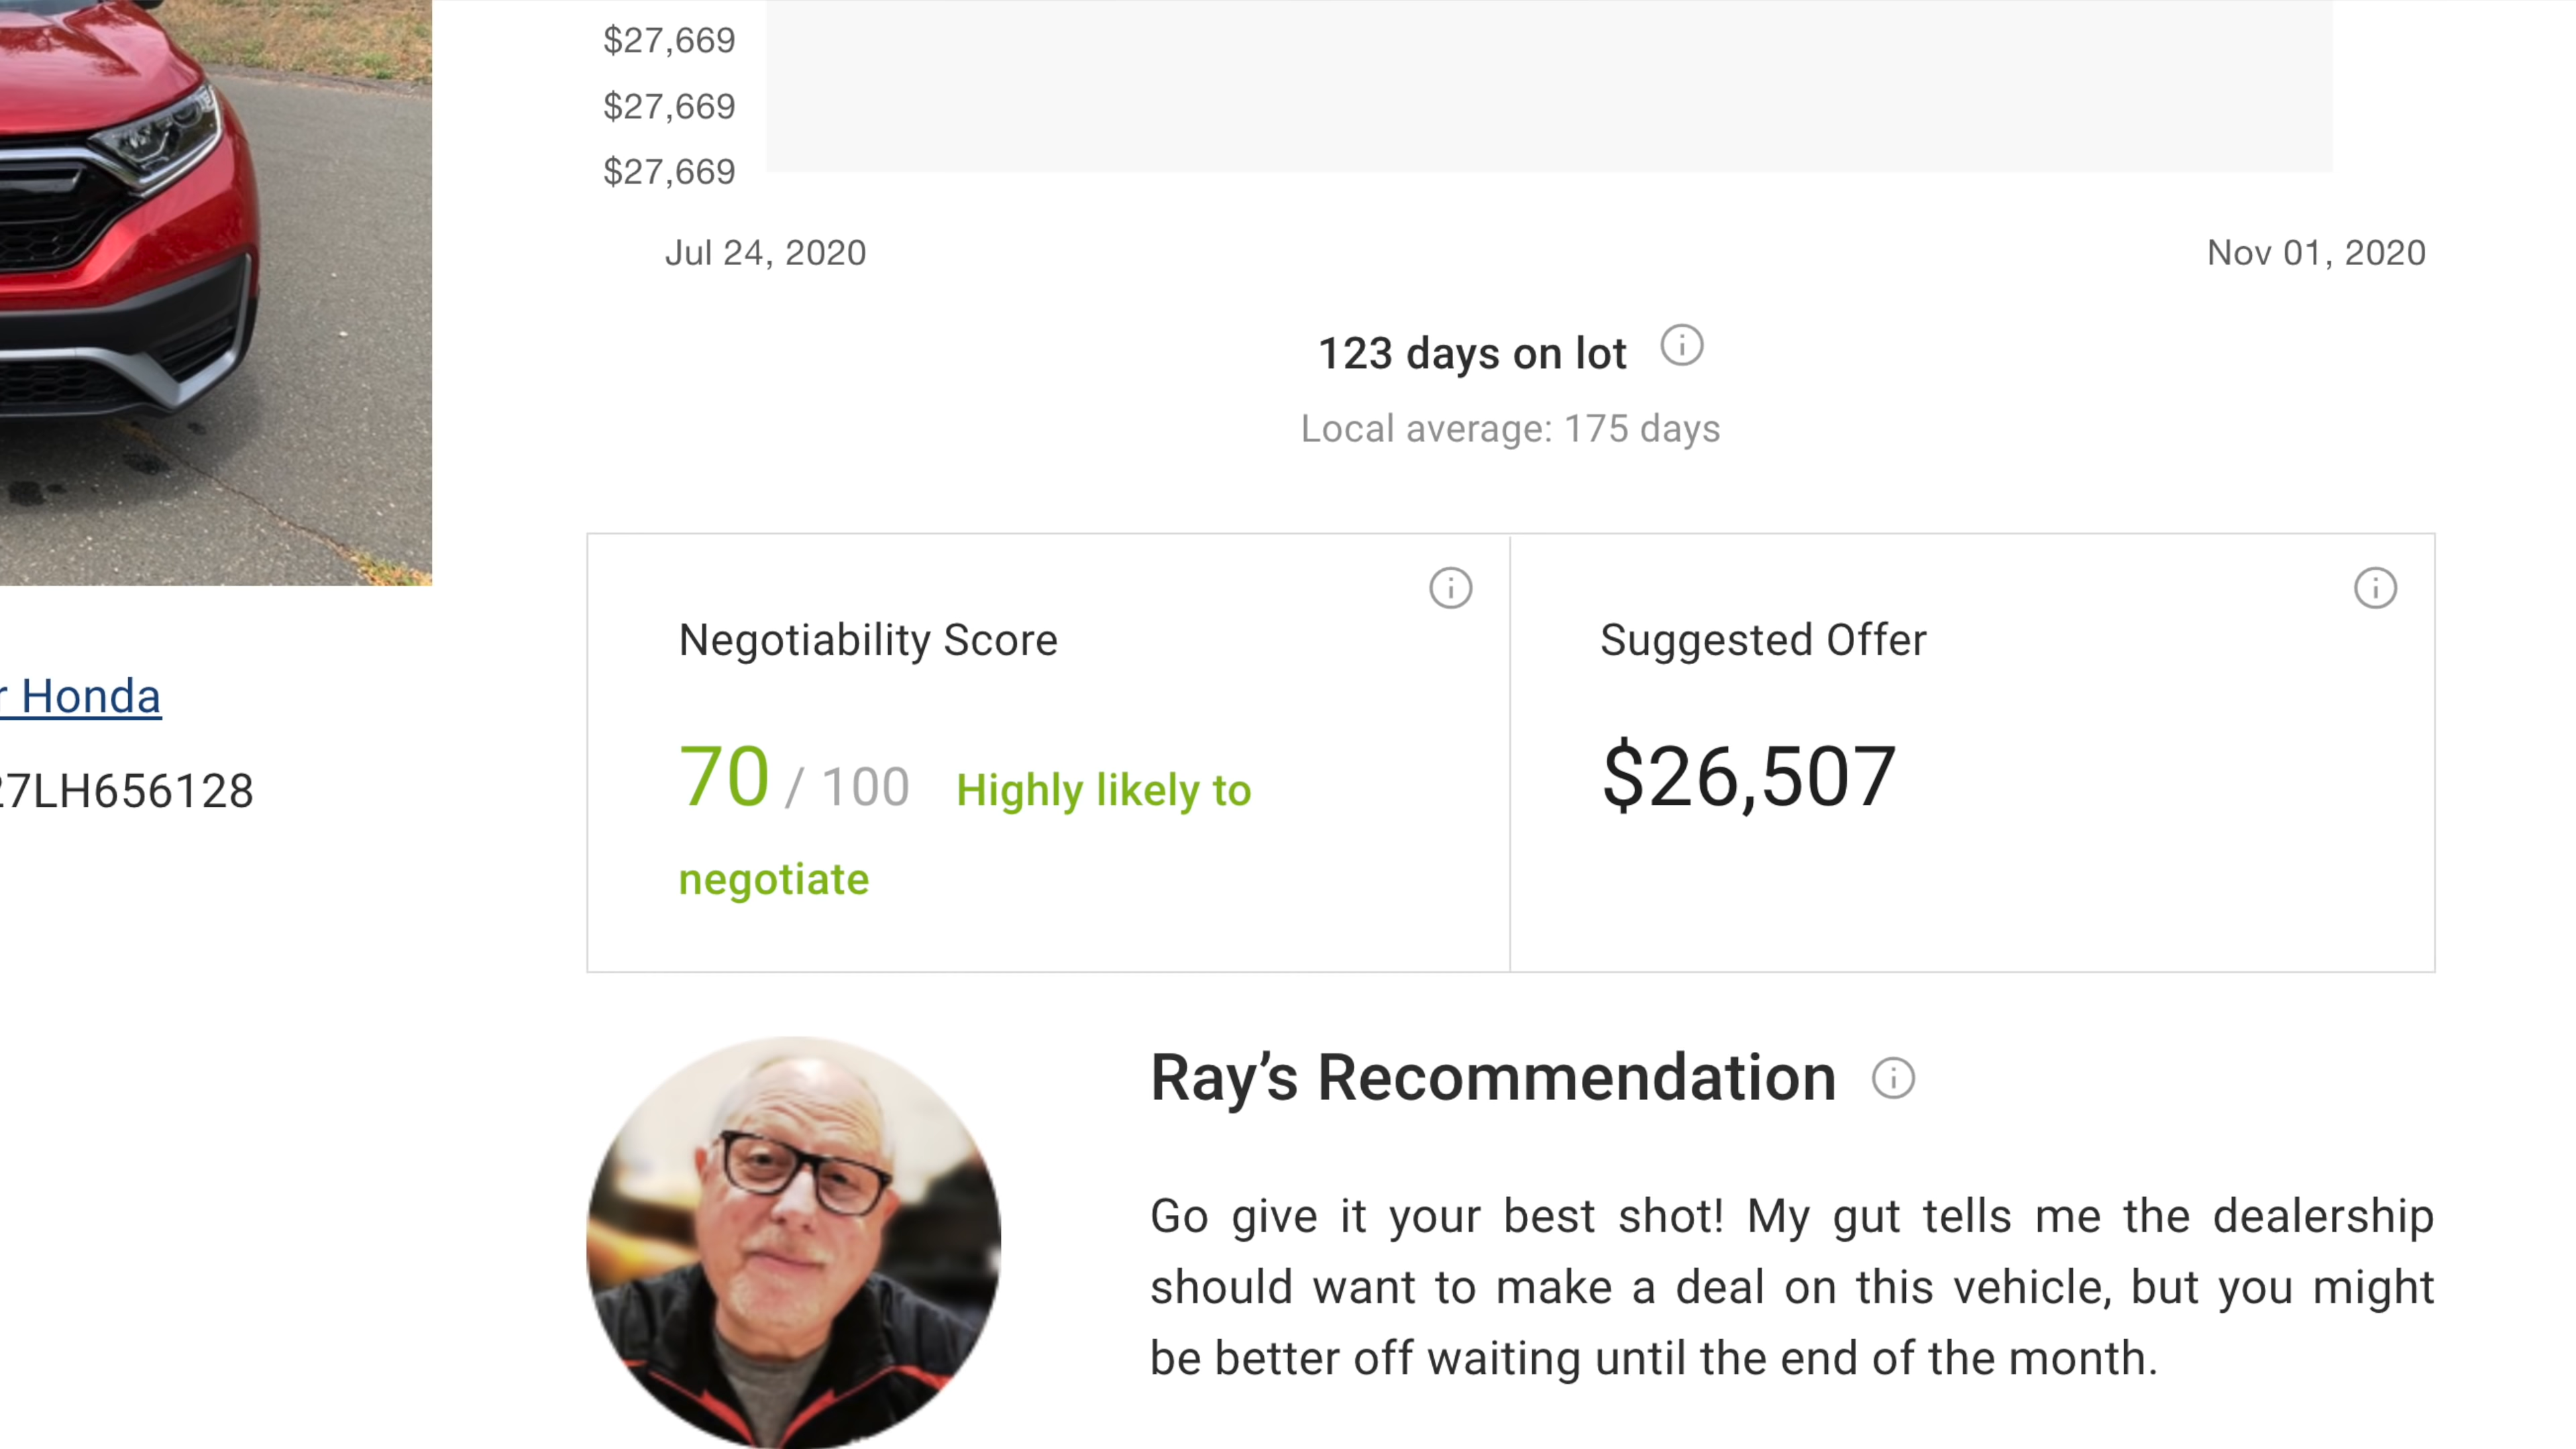 $27,669
$27,669
$27,669
Jul 24, 2020
Nov 01, 2020
123 days on lot
Local average: 175 days
Negotiability Score
70 / 100 Highly likely to
negotiate
Suggested Offer
$26,507
r Honda
27LH656128
Ray’s Recommendation
Go give it your best shot! My gut tells me the dealership
should want to make a deal on this vehicle, but you might
be better off waiting until the end of the month.